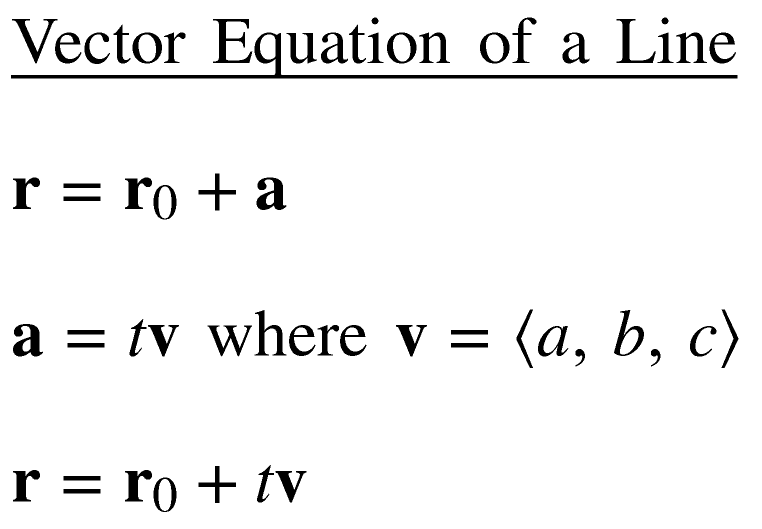 Vector Equation of a Line
r = r₀ + a
a = tv where v = ⟨a, b, c⟩
r = r₀ + tv